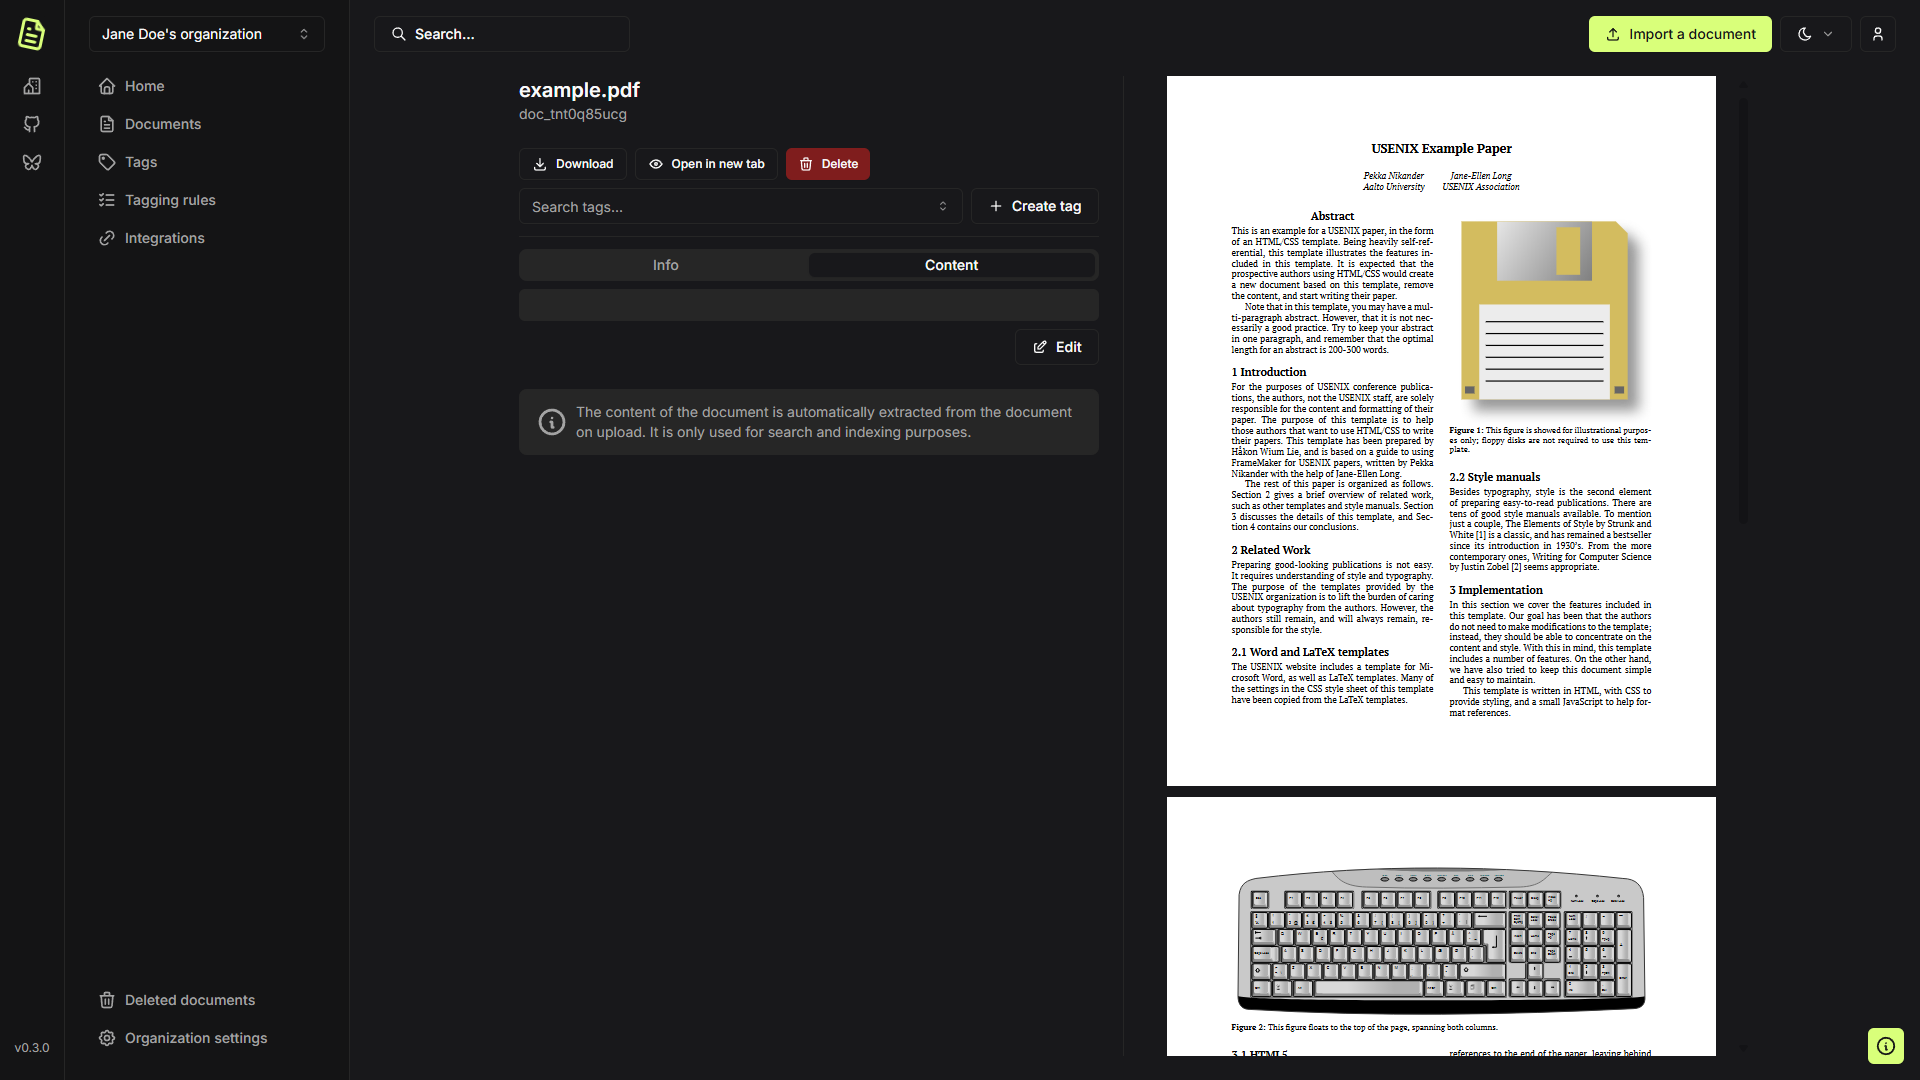 Jane Doe's organization
Search...
Import a document
Home
Documents
Tags
Tagging rules
Integrations
Deleted documents
Organization settings
v0.3.0
example.pdf
doc_tnt0q85ucg
Download
Open in new tab
Delete
Search tags...
Create tag
Info
Content
Edit
The content of the document is automatically extracted from the document
on upload. It is only used for search and indexing purposes.
USENIX Example Paper
Pekka Nikander
Aalto University
Jane-Ellen Long
USENIX Association
Abstract
This is an example for a USENIX paper, in the form
of an HTML/CSS template. Being heavily self-ref-
erential, this template illustrates the features in-
cluded in this template. It is expected that the
prospective authors using HTML/CSS would create
a new document based on this template, remove
the content, and start writing their paper.
Note that in this template, you may have a mul-
ti-paragraph abstract. However, that it is not nec-
essarily a good practice. Try to keep your abstract
in one paragraph, and remember that the optimal
length for an abstract is 200-300 words.
1 Introduction
For the purposes of USENIX conference publica-
tions, the authors, not the USENIX staff, are solely
responsible for the content and formatting of their
paper. The purpose of this template is to help
those authors that want to use HTML/CSS to write
their papers. This template has been prepared by
Håkon Wium Lie, and is based on a guide to using
FrameMaker for USENIX papers, written by Pekka
Nikander with the help of Jane-Ellen Long.
The rest of this paper is organized as follows.
Section 2 gives a brief overview of related work,
such as other templates and style manuals. Section
3 discusses the details of this template, and Sec-
tion 4 contains our conclusions.
2 Related Work
Preparing good-looking publications is not easy.
It requires understanding of style and typography.
The purpose of the templates provided by the
USENIX organization is to lift the burden of caring
about typography from the authors. However, the
authors still remain, and will always remain, re-
sponsible for the style.
2.1 Word and LaTeX templates
The USENIX website includes a template for Mi-
crosoft Word, as well as LaTeX templates. Many of
the settings in the CSS style sheet of this template
have been copied from the LaTeX templates.
Figure 1: This figure is showed for illustrational purpos-
es only; floppy disks are not required to use this tem-
plate.
2.2 Style manuals
Besides typography, style is the second element
of preparing easy-to-read publications. There are
tens of good style manuals available. To mention
just a couple, The Elements of Style by Strunk and
White [1] is a classic, and has remained a bestseller
since its introduction in 1930's. From the more
contemporary ones, Writing for Computer Science
by Justin Zobel [2] seems appropriate.
3 Implementation
In this section we cover the features included in
this template. Our goal has been that the authors
do not need to make modifications to the template;
instead, they should be able to concentrate on the
content and style. With this in mind, this template
includes a number of features. On the other hand,
we have also tried to keep this document simple
and easy to maintain.
This template is written in HTML, with CSS to
provide styling, and a small JavaScript to help for-
mat references.
Figure 2: This figure floats to the top of the page, spanning both columns.
3.1 HTML5
references to the end of the paper, leaving behind